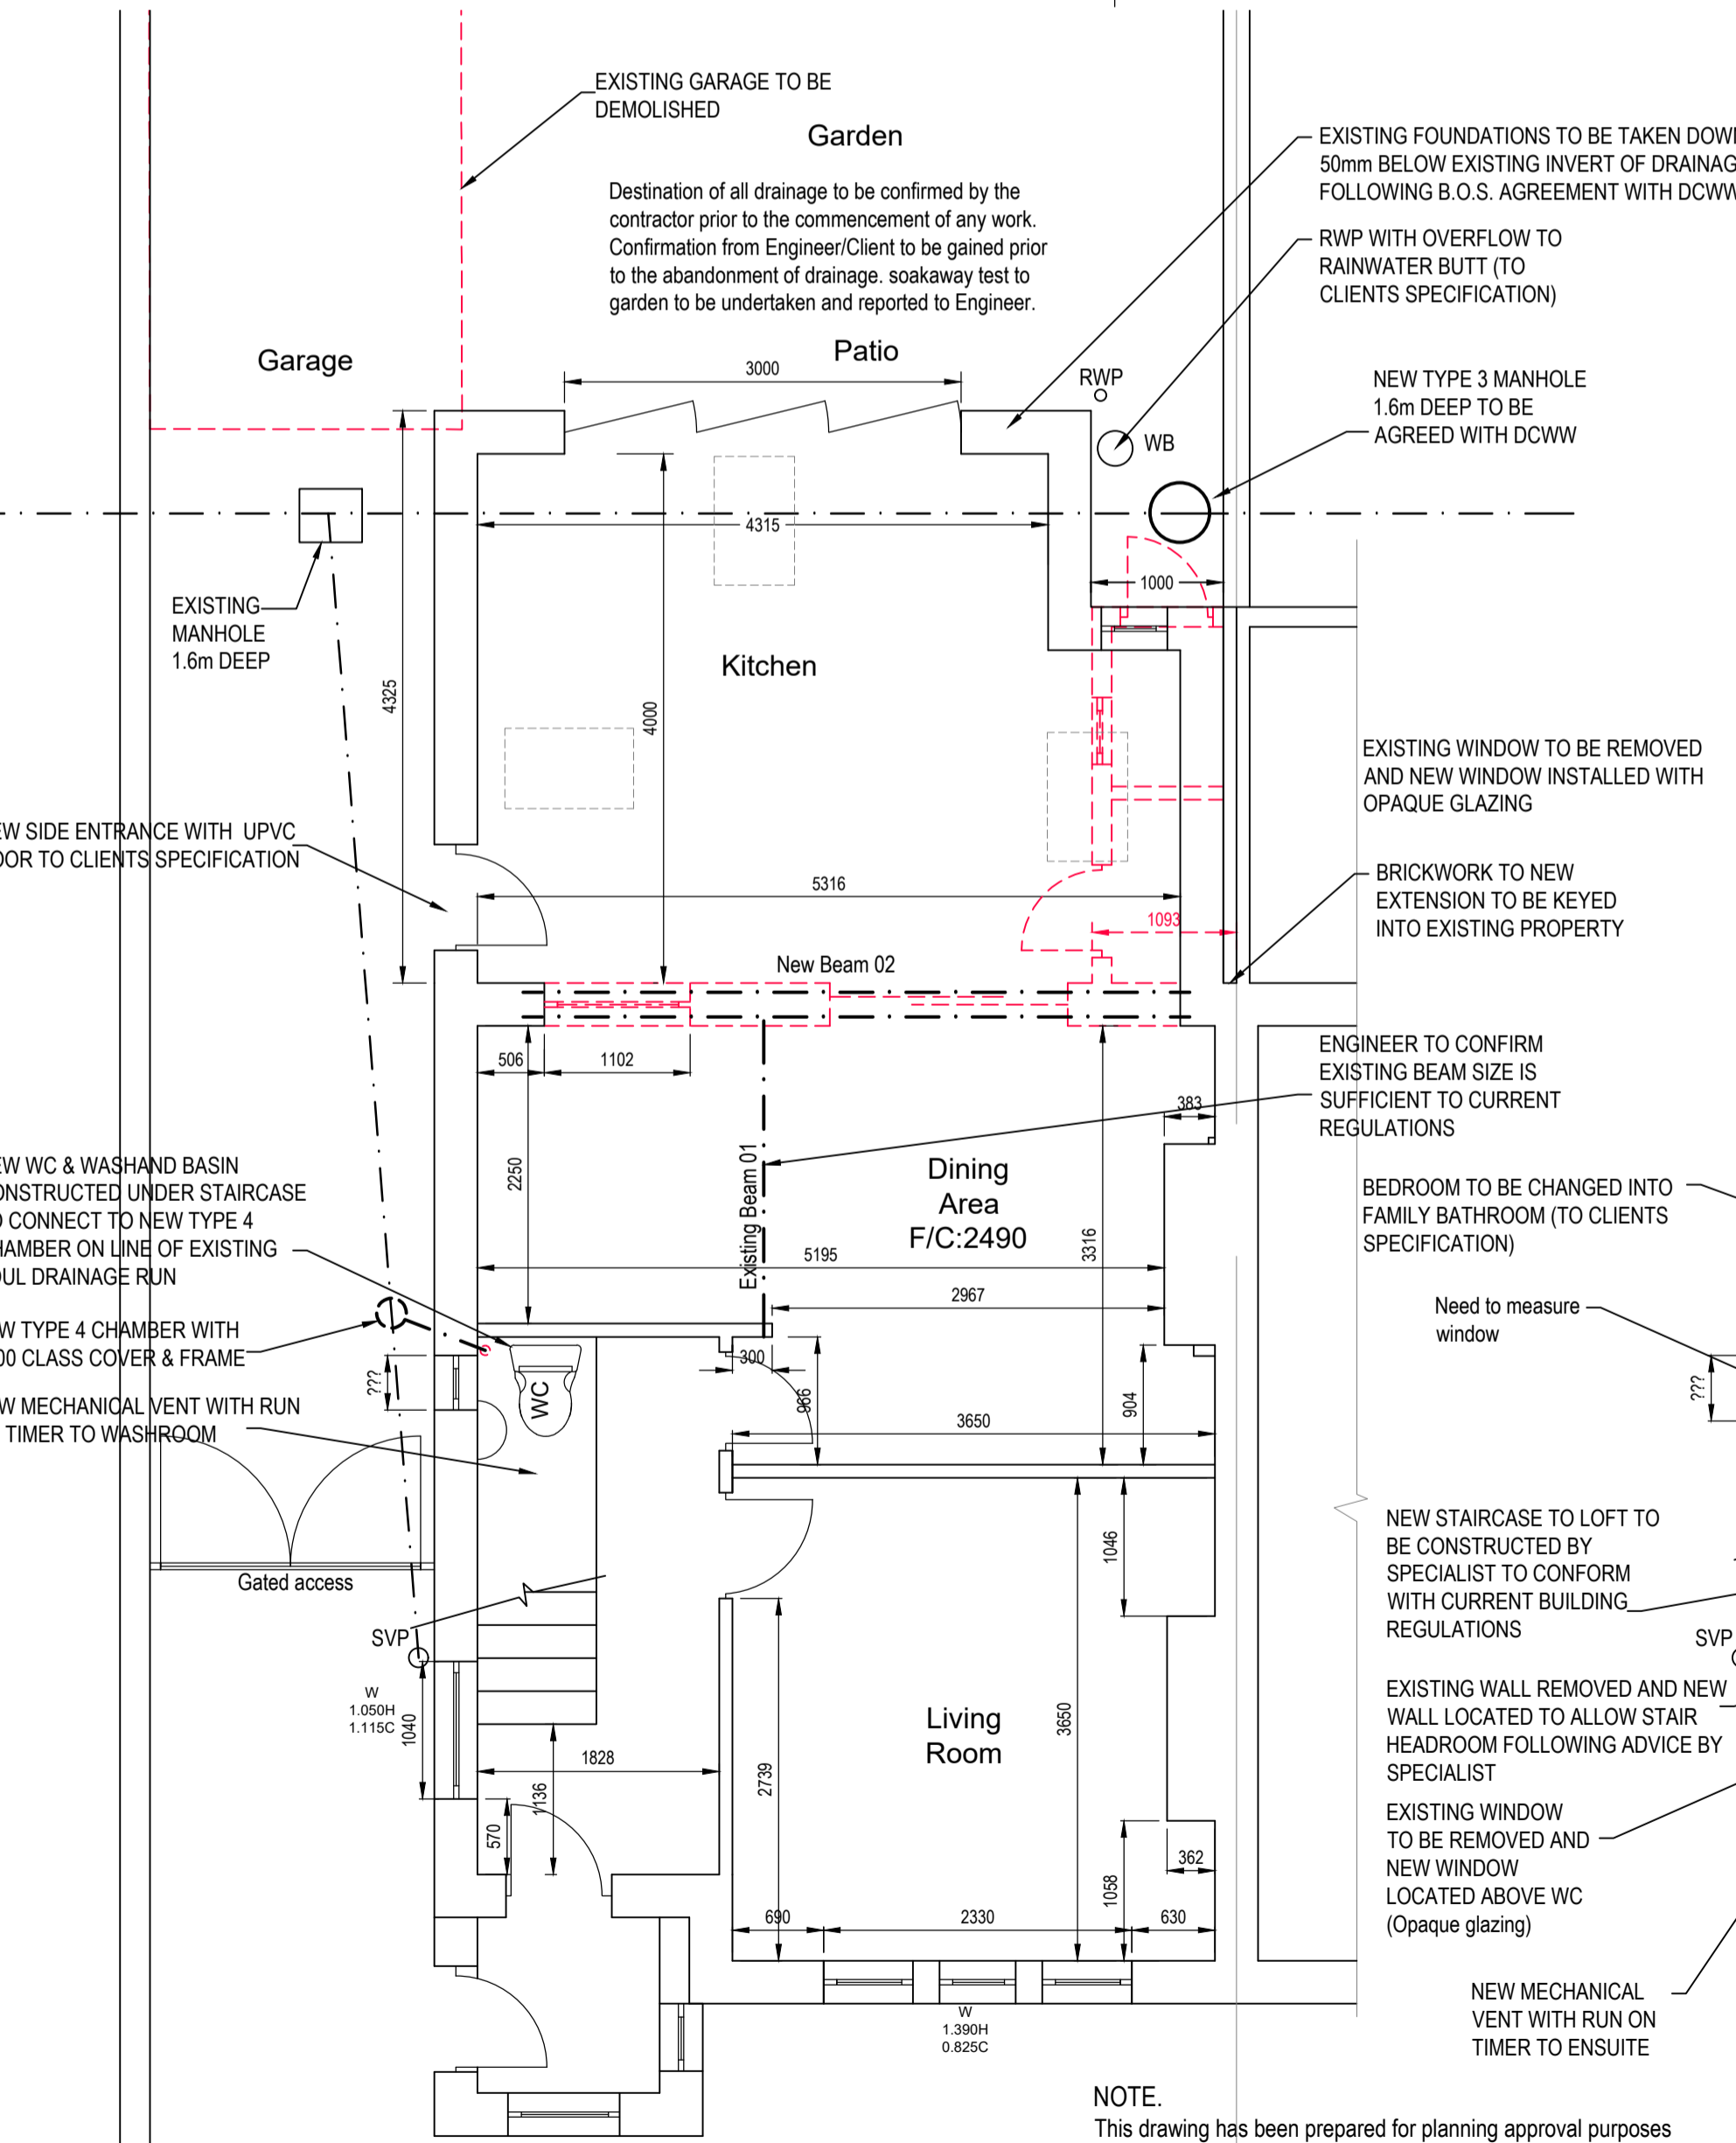 EXISTING GARAGE TO BE
DEMOLISHED
Garden
Destination of all drainage to be confirmed by the
contractor prior to the commencement of any work.
Confirmation from Engineer/Client to be gained prior
to the abandonment of drainage. soakaway test to
garden to be undertaken and reported to Engineer.
EXISTING FOUNDATIONS TO BE TAKEN DOW
50mm BELOW EXISTING INVERT OF DRAINAG
FOLLOWING B.O.S. AGREEMENT WITH DCWW
RWP WITH OVERFLOW TO
RAINWATER BUTT (TO
CLIENTS SPECIFICATION)
Garage
Patio
3000
RWP
WB
NEW TYPE 3 MANHOLE
1.6m DEEP TO BE
AGREED WITH DCWW
4315
1000
EXISTING
MANHOLE
1.6m DEEP
Kitchen
4325
4000
EXISTING WINDOW TO BE REMOVED
AND NEW WINDOW INSTALLED WITH
OPAQUE GLAZING
EW SIDE ENTRANCE WITH UPVC
OOR TO CLIENTS SPECIFICATION
5316
1093
BRICKWORK TO NEW
EXTENSION TO BE KEYED
INTO EXISTING PROPERTY
New Beam 02
506
1102
ENGINEER TO CONFIRM
EXISTING BEAM SIZE IS
SUFFICIENT TO CURRENT
REGULATIONS
383
2250
Existing Beam 01
Dining
Area
F/C:2490
3316
5195
2967
EW WC & WASHAND BASIN
ONSTRUCTED UNDER STAIRCASE
O CONNECT TO NEW TYPE 4
HAMBER ON LINE OF EXISTING
OUL DRAINAGE RUN
BEDROOM TO BE CHANGED INTO
FAMILY BATHROOM (TO CLIENTS
SPECIFICATION)
W TYPE 4 CHAMBER WITH
00 CLASS COVER & FRAME
Need to measure
window
???
???
300
966
904
WC
3650
W MECHANICAL VENT WITH RUN
TIMER TO WASHROOM
1046
NEW STAIRCASE TO LOFT TO
BE CONSTRUCTED BY
SPECIALIST TO CONFORM
WITH CURRENT BUILDING
REGULATIONS
Gated access
SVP
SVP
W
1.050H
1.115C
1040
Living
Room
3650
2739
1828
1136
570
EXISTING WALL REMOVED AND NEW
WALL LOCATED TO ALLOW STAIR
HEADROOM FOLLOWING ADVICE BY
SPECIALIST
EXISTING WINDOW
TO BE REMOVED AND
NEW WINDOW
LOCATED ABOVE WC
(Opaque glazing)
362
1058
690
2330
630
W
1.390H
0.825C
NEW MECHANICAL
VENT WITH RUN ON
TIMER TO ENSUITE
NOTE.
This drawing has been prepared for planning approval purposes